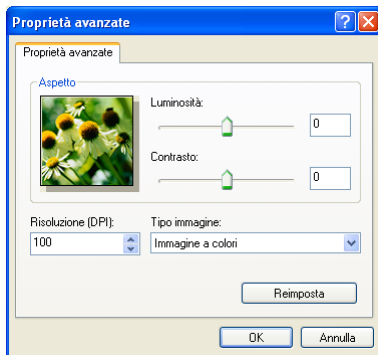 Proprietà avanzate
Proprietà avanzate
Aspetto
Luminosità:
0
Contrasto:
0
Risoluzione (DPI):
Tipo immagine:
100
Immagine a colori
Reimposta
OK
Annulla